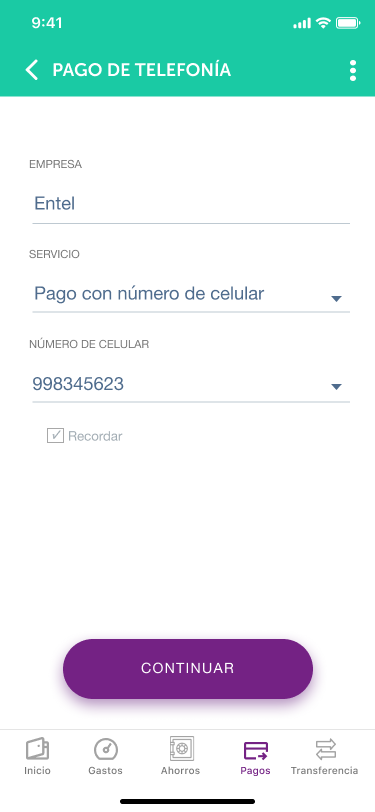 9:41
PAGO DE TELEFONÍA
EMPRESA
Entel
SERVICIO
Pago con número de celular
NÚMERO DE CELULAR
998345623
Recordar
CONTINUAR
Inicio Gastos Ahorros Pagos Transferencia